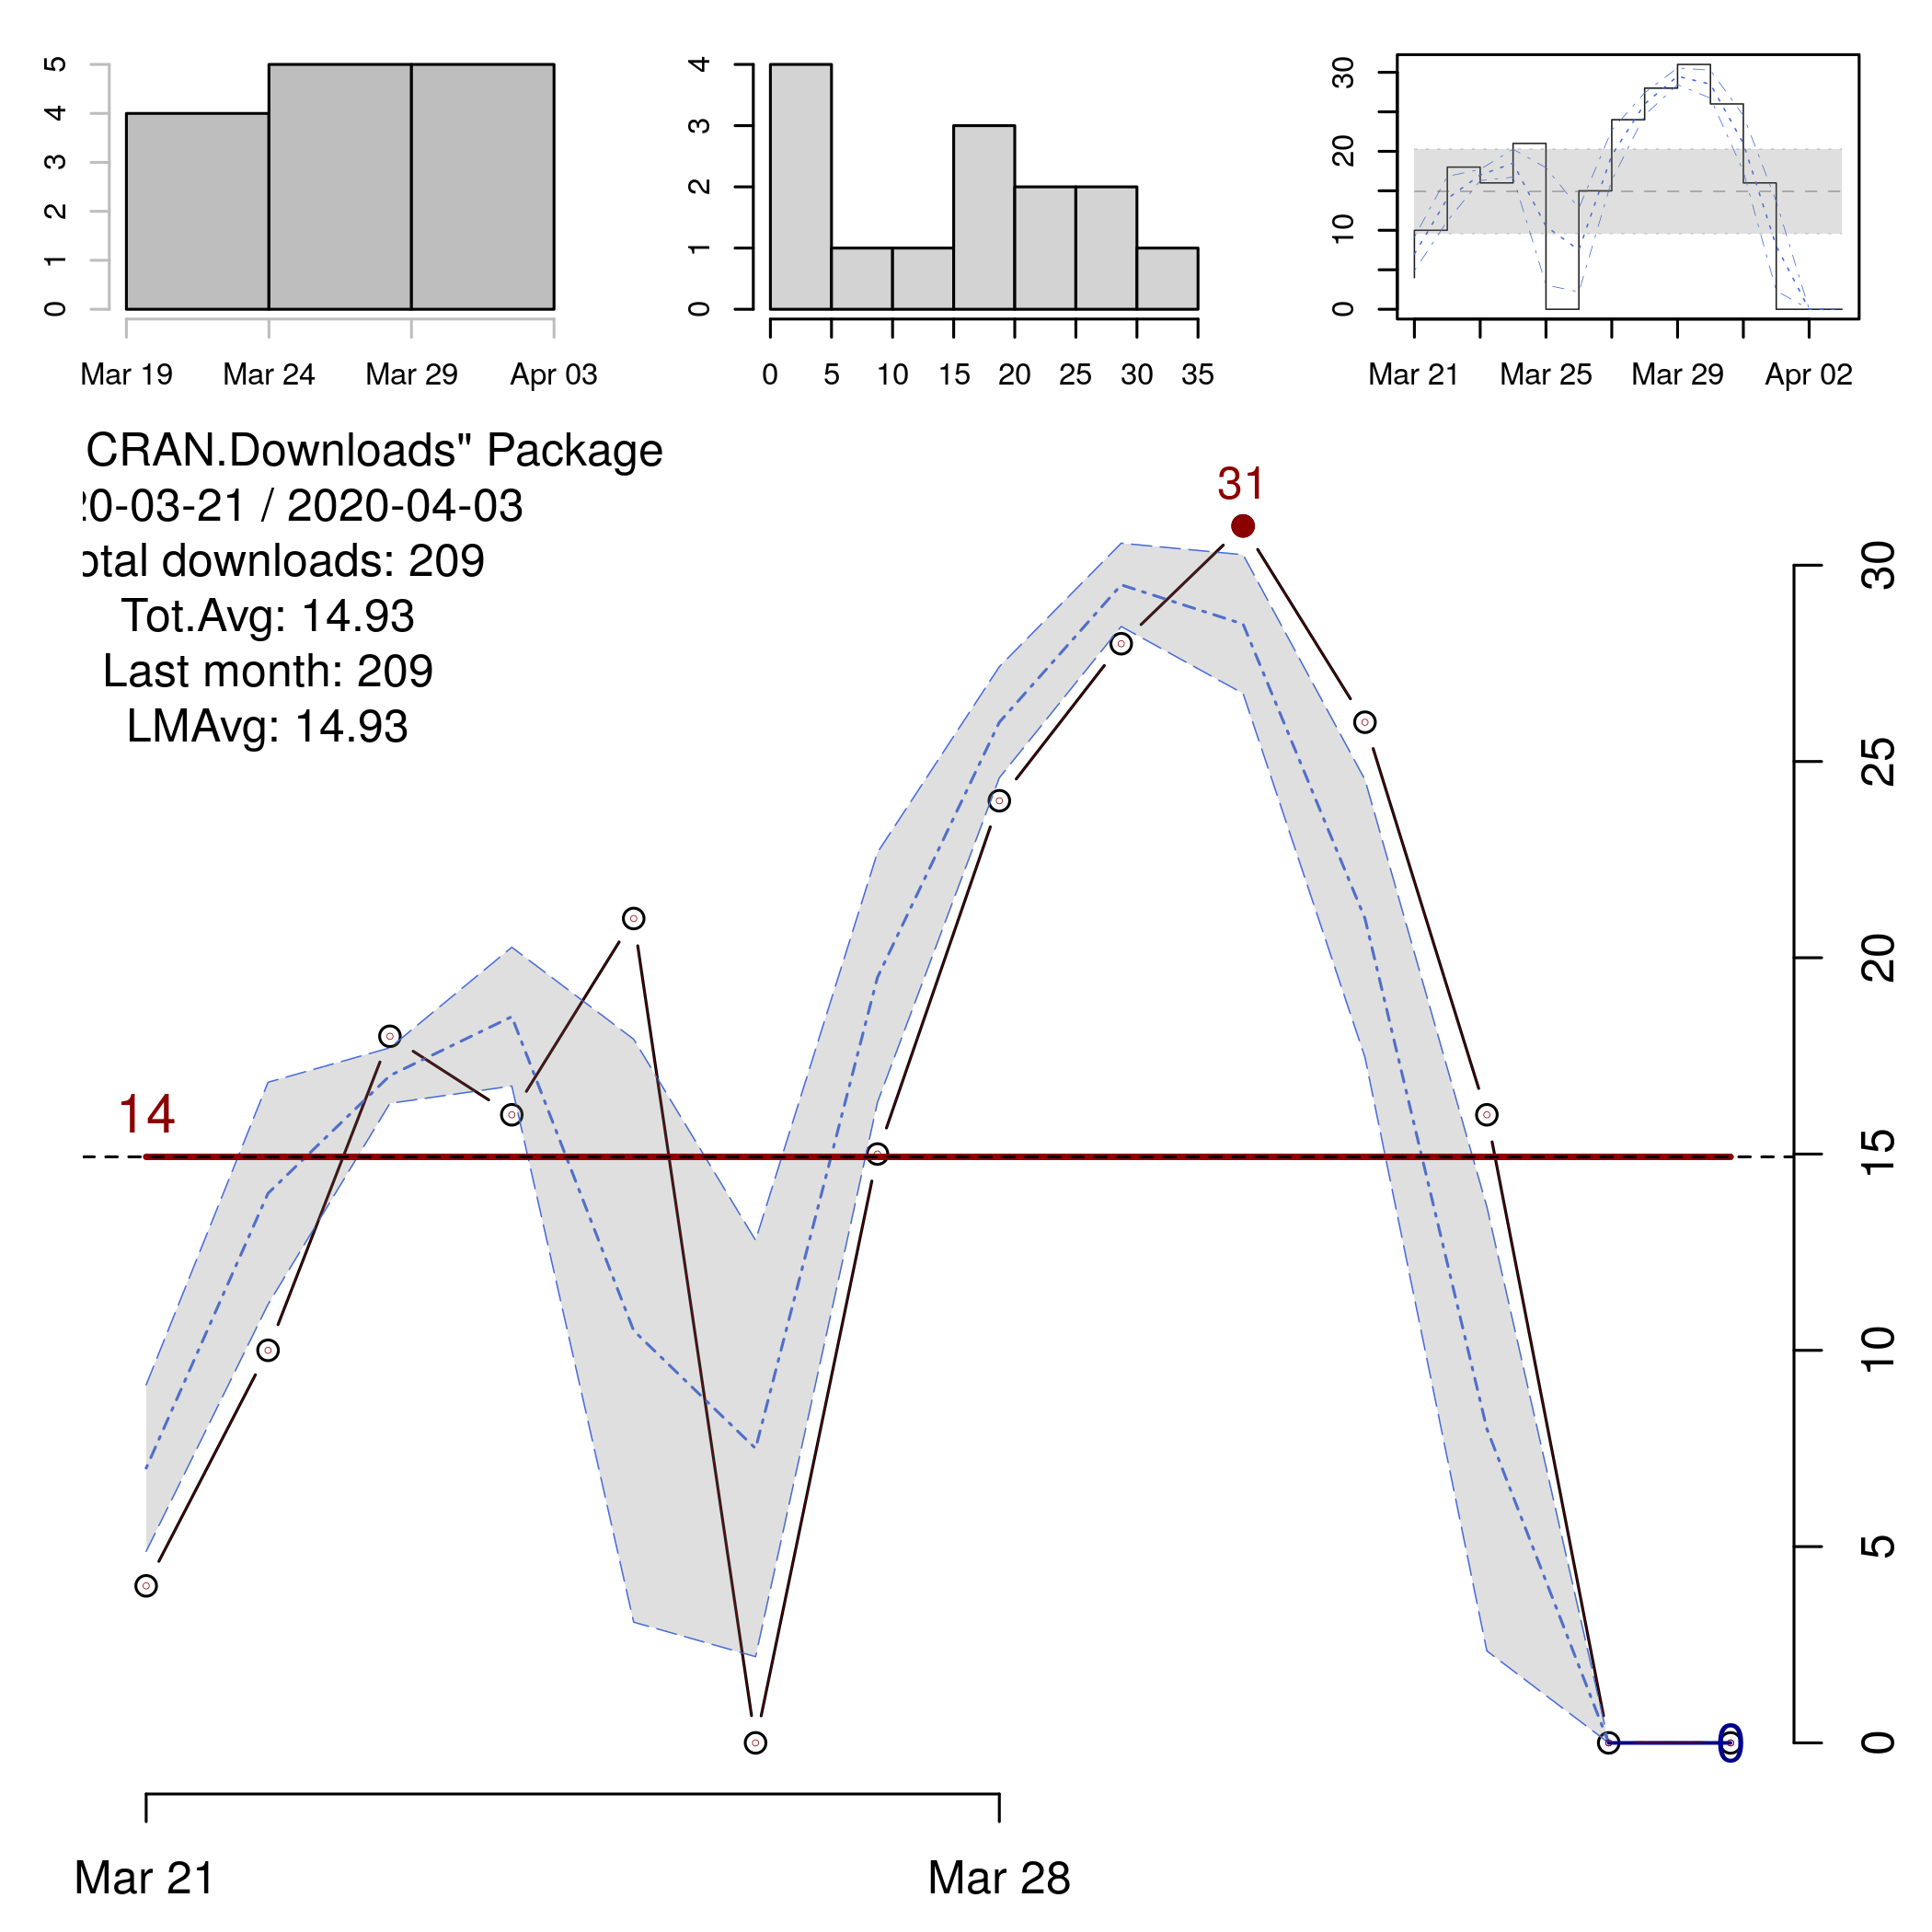 5
4
3
2
1
0
Mar 19 Mar 24 Mar 29 Apr 03
4
3
2
1
0
0 5 10 15 20 25 30 35
30
20
10
0
Mar 21 Mar 25 Mar 29 Apr 02
CRAN.Downloads" Package
20-03-21 / 2020-04-03
otal downloads: 209
Tot.Avg: 14.93
Last month: 209
LMAvg: 14.93
31
14
0
30
25
20
15
10
5
0
Mar 21 Mar 28